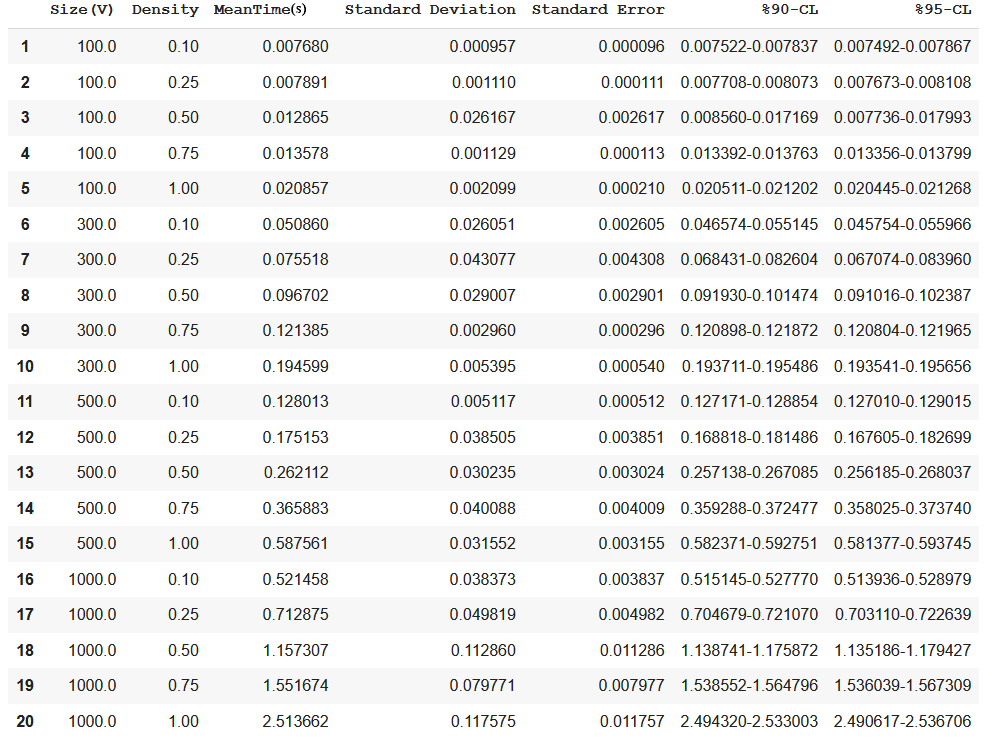 Size(V) Density MeanTime(s) Standard Deviation Standard Error %90-CL %95-CL
1 100.0 0.10 0.007680 0.000957 0.000096 0.007522-0.007837 0.007492-0.007867
2 100.0 0.25 0.007891 0.001110 0.000111 0.007708-0.008073 0.007673-0.008108
3 100.0 0.50 0.012865 0.026167 0.002617 0.008560-0.017169 0.007736-0.017993
4 100.0 0.75 0.013578 0.001129 0.000113 0.013392-0.013763 0.013356-0.013799
5 100.0 1.00 0.020857 0.002099 0.000210 0.020511-0.021202 0.020445-0.021268
6 300.0 0.10 0.050860 0.026051 0.002605 0.046574-0.055145 0.045754-0.055966
7 300.0 0.25 0.075518 0.043077 0.004308 0.068431-0.082604 0.067074-0.083960
8 300.0 0.50 0.096702 0.029007 0.002901 0.091930-0.101474 0.091016-0.102387
9 300.0 0.75 0.121385 0.002960 0.000296 0.120898-0.121872 0.120804-0.121965
10 300.0 1.00 0.194599 0.005395 0.000540 0.193711-0.195486 0.193541-0.195656
11 500.0 0.10 0.128013 0.005117 0.000512 0.127171-0.128854 0.127010-0.129015
12 500.0 0.25 0.175153 0.038505 0.003851 0.168818-0.181486 0.167605-0.182699
13 500.0 0.50 0.262112 0.030235 0.003024 0.257138-0.267085 0.256185-0.268037
14 500.0 0.75 0.365883 0.040088 0.004009 0.359288-0.372477 0.358025-0.373740
15 500.0 1.00 0.587561 0.031552 0.003155 0.582371-0.592751 0.581377-0.593745
16 1000.0 0.10 0.521458 0.038373 0.003837 0.515145-0.527770 0.513936-0.528979
17 1000.0 0.25 0.712875 0.049819 0.004982 0.704679-0.721070 0.703110-0.722639
18 1000.0 0.50 1.157307 0.112860 0.011286 1.138741-1.175872 1.135186-1.179427
19 1000.0 0.75 1.551674 0.079771 0.007977 1.538552-1.564796 1.536039-1.567309
20 1000.0 1.00 2.513662 0.117575 0.011757 2.494320-2.533003 2.490617-2.536706